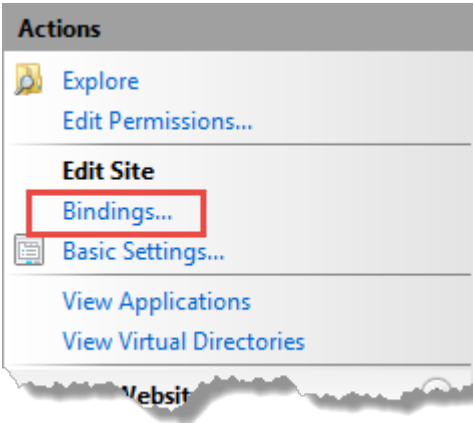 Actions
Explore
Edit Permissions...
Edit Site
Bindings...
Basic Settings...
View Applications
View Virtual Directories